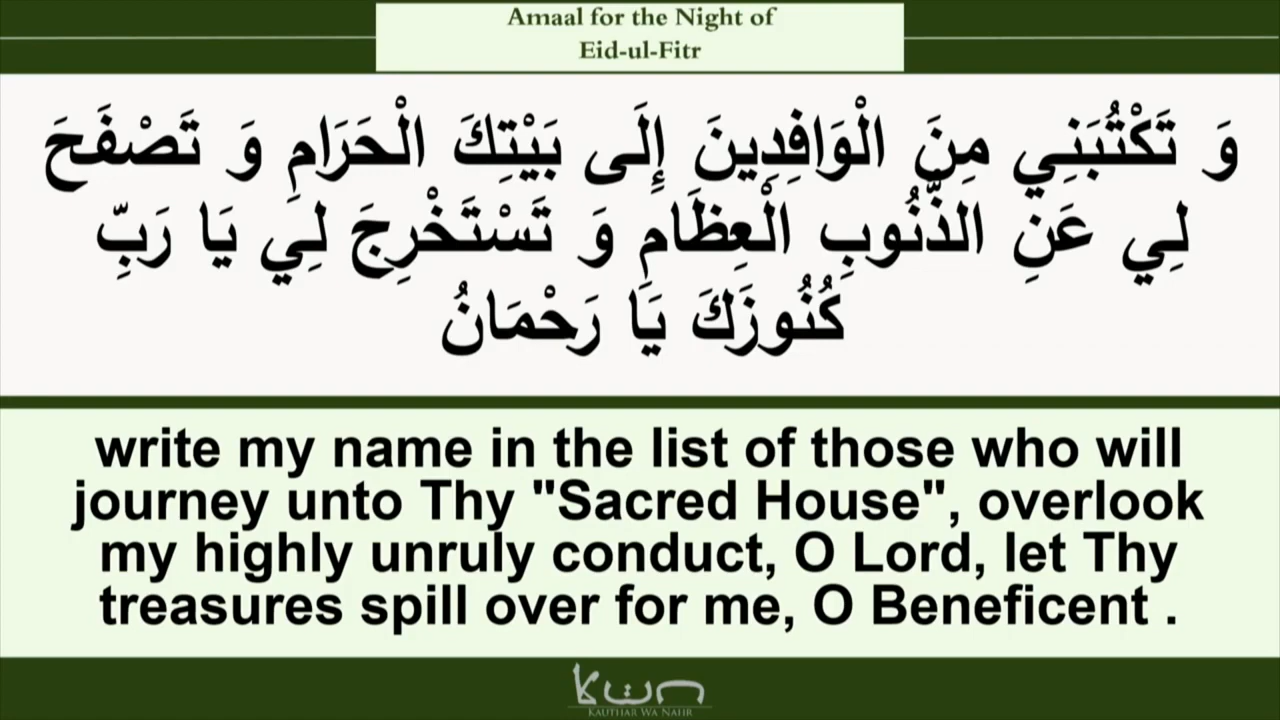 Amaal for the Night of
Eid-ul-Fitr
وَ تَكْتُبَنِي مِنَ الْوَافِدِينَ إِلَى بَيْتِكَ الْحَرَامِ وَ تَصْفَحَ
لِي عَنِ الذُّنُوبِ الْعِظَامِ وَ تَسْتَخْرِجَ لِي يَا رَبِّ
كُنُوزَكَ يَا رَحْمَانُ
write my name in the list of those who will
journey unto Thy "Sacred House", overlook
my highly unruly conduct, O Lord, let Thy
treasures spill over for me, O Beneficent .
Kauthar Wa Nahr